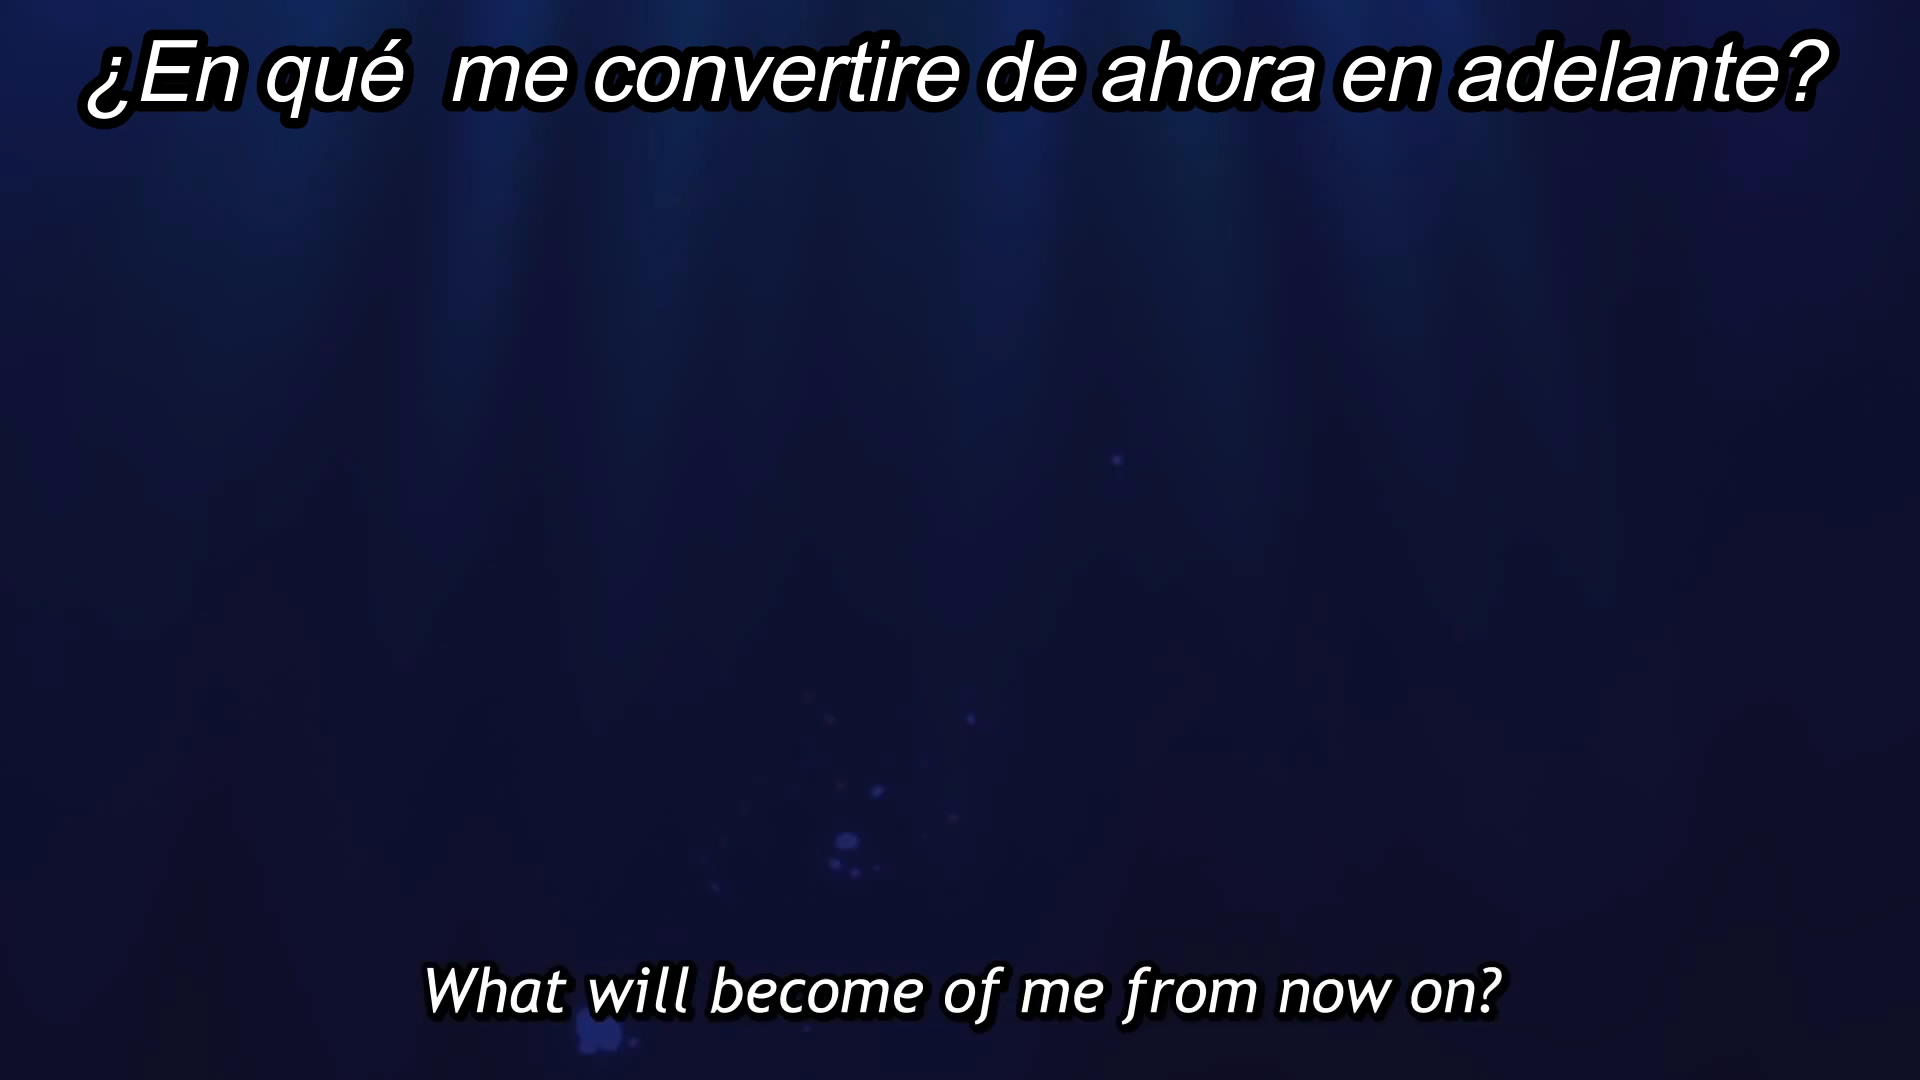 ¿En qué  me convertire de ahora en adelante?
What will become of me from now on?